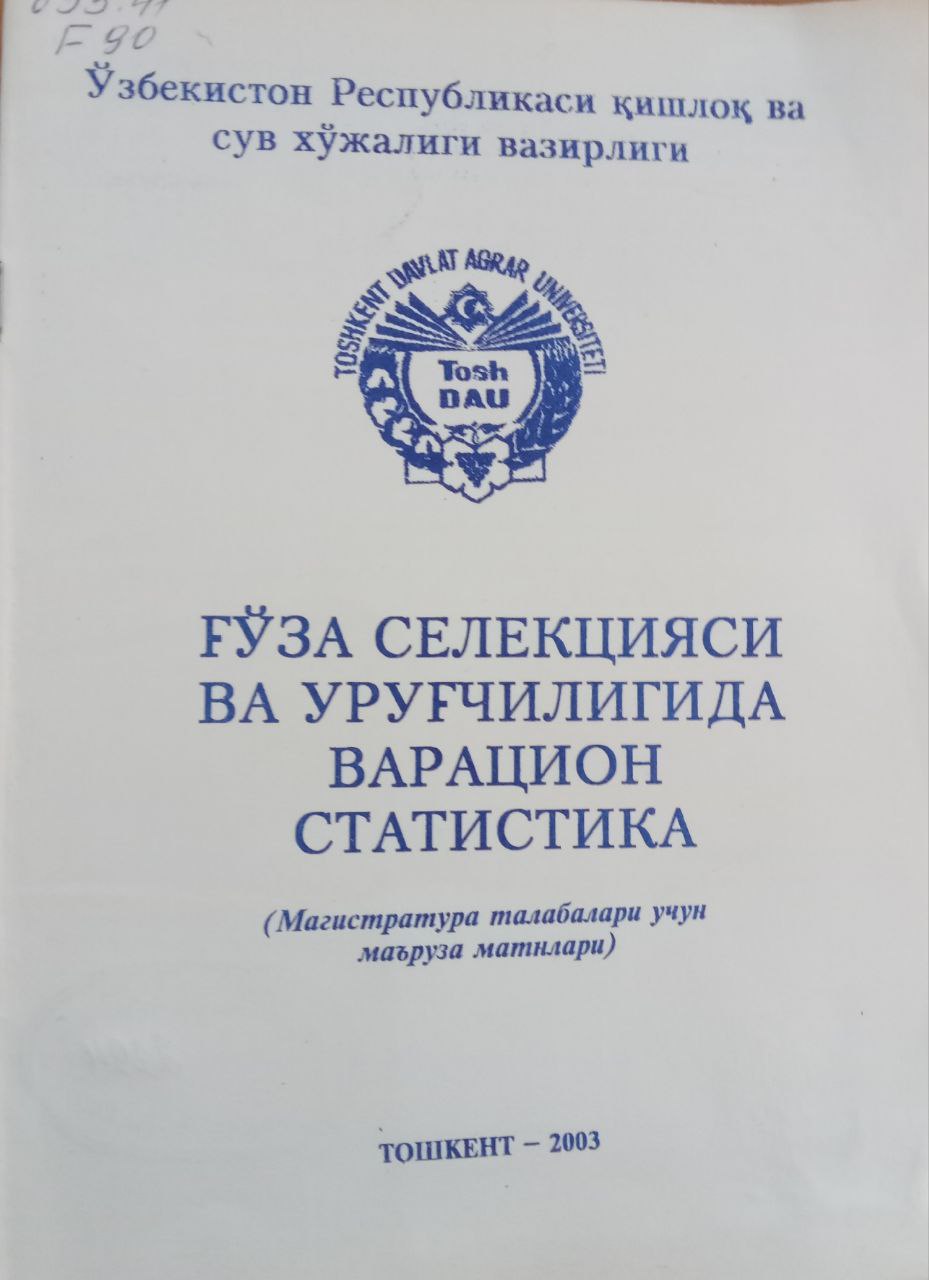 F 90
Ўзбекистон Республикаси қишлоқ ва
сув хўжалиги вазирлиги
TOSHKENT DAVLAT AGRAR UNIVERSITETI
Tosh
DAU
ҒЎЗА СЕЛЕКЦИЯСИ
ВА УРУҒЧИЛИГИДА
ВАРАЦИОН
СТАТИСТИКА
(Магистратура талабалари учун
маъруза матнлари)
ТОШКЕНТ – 2003